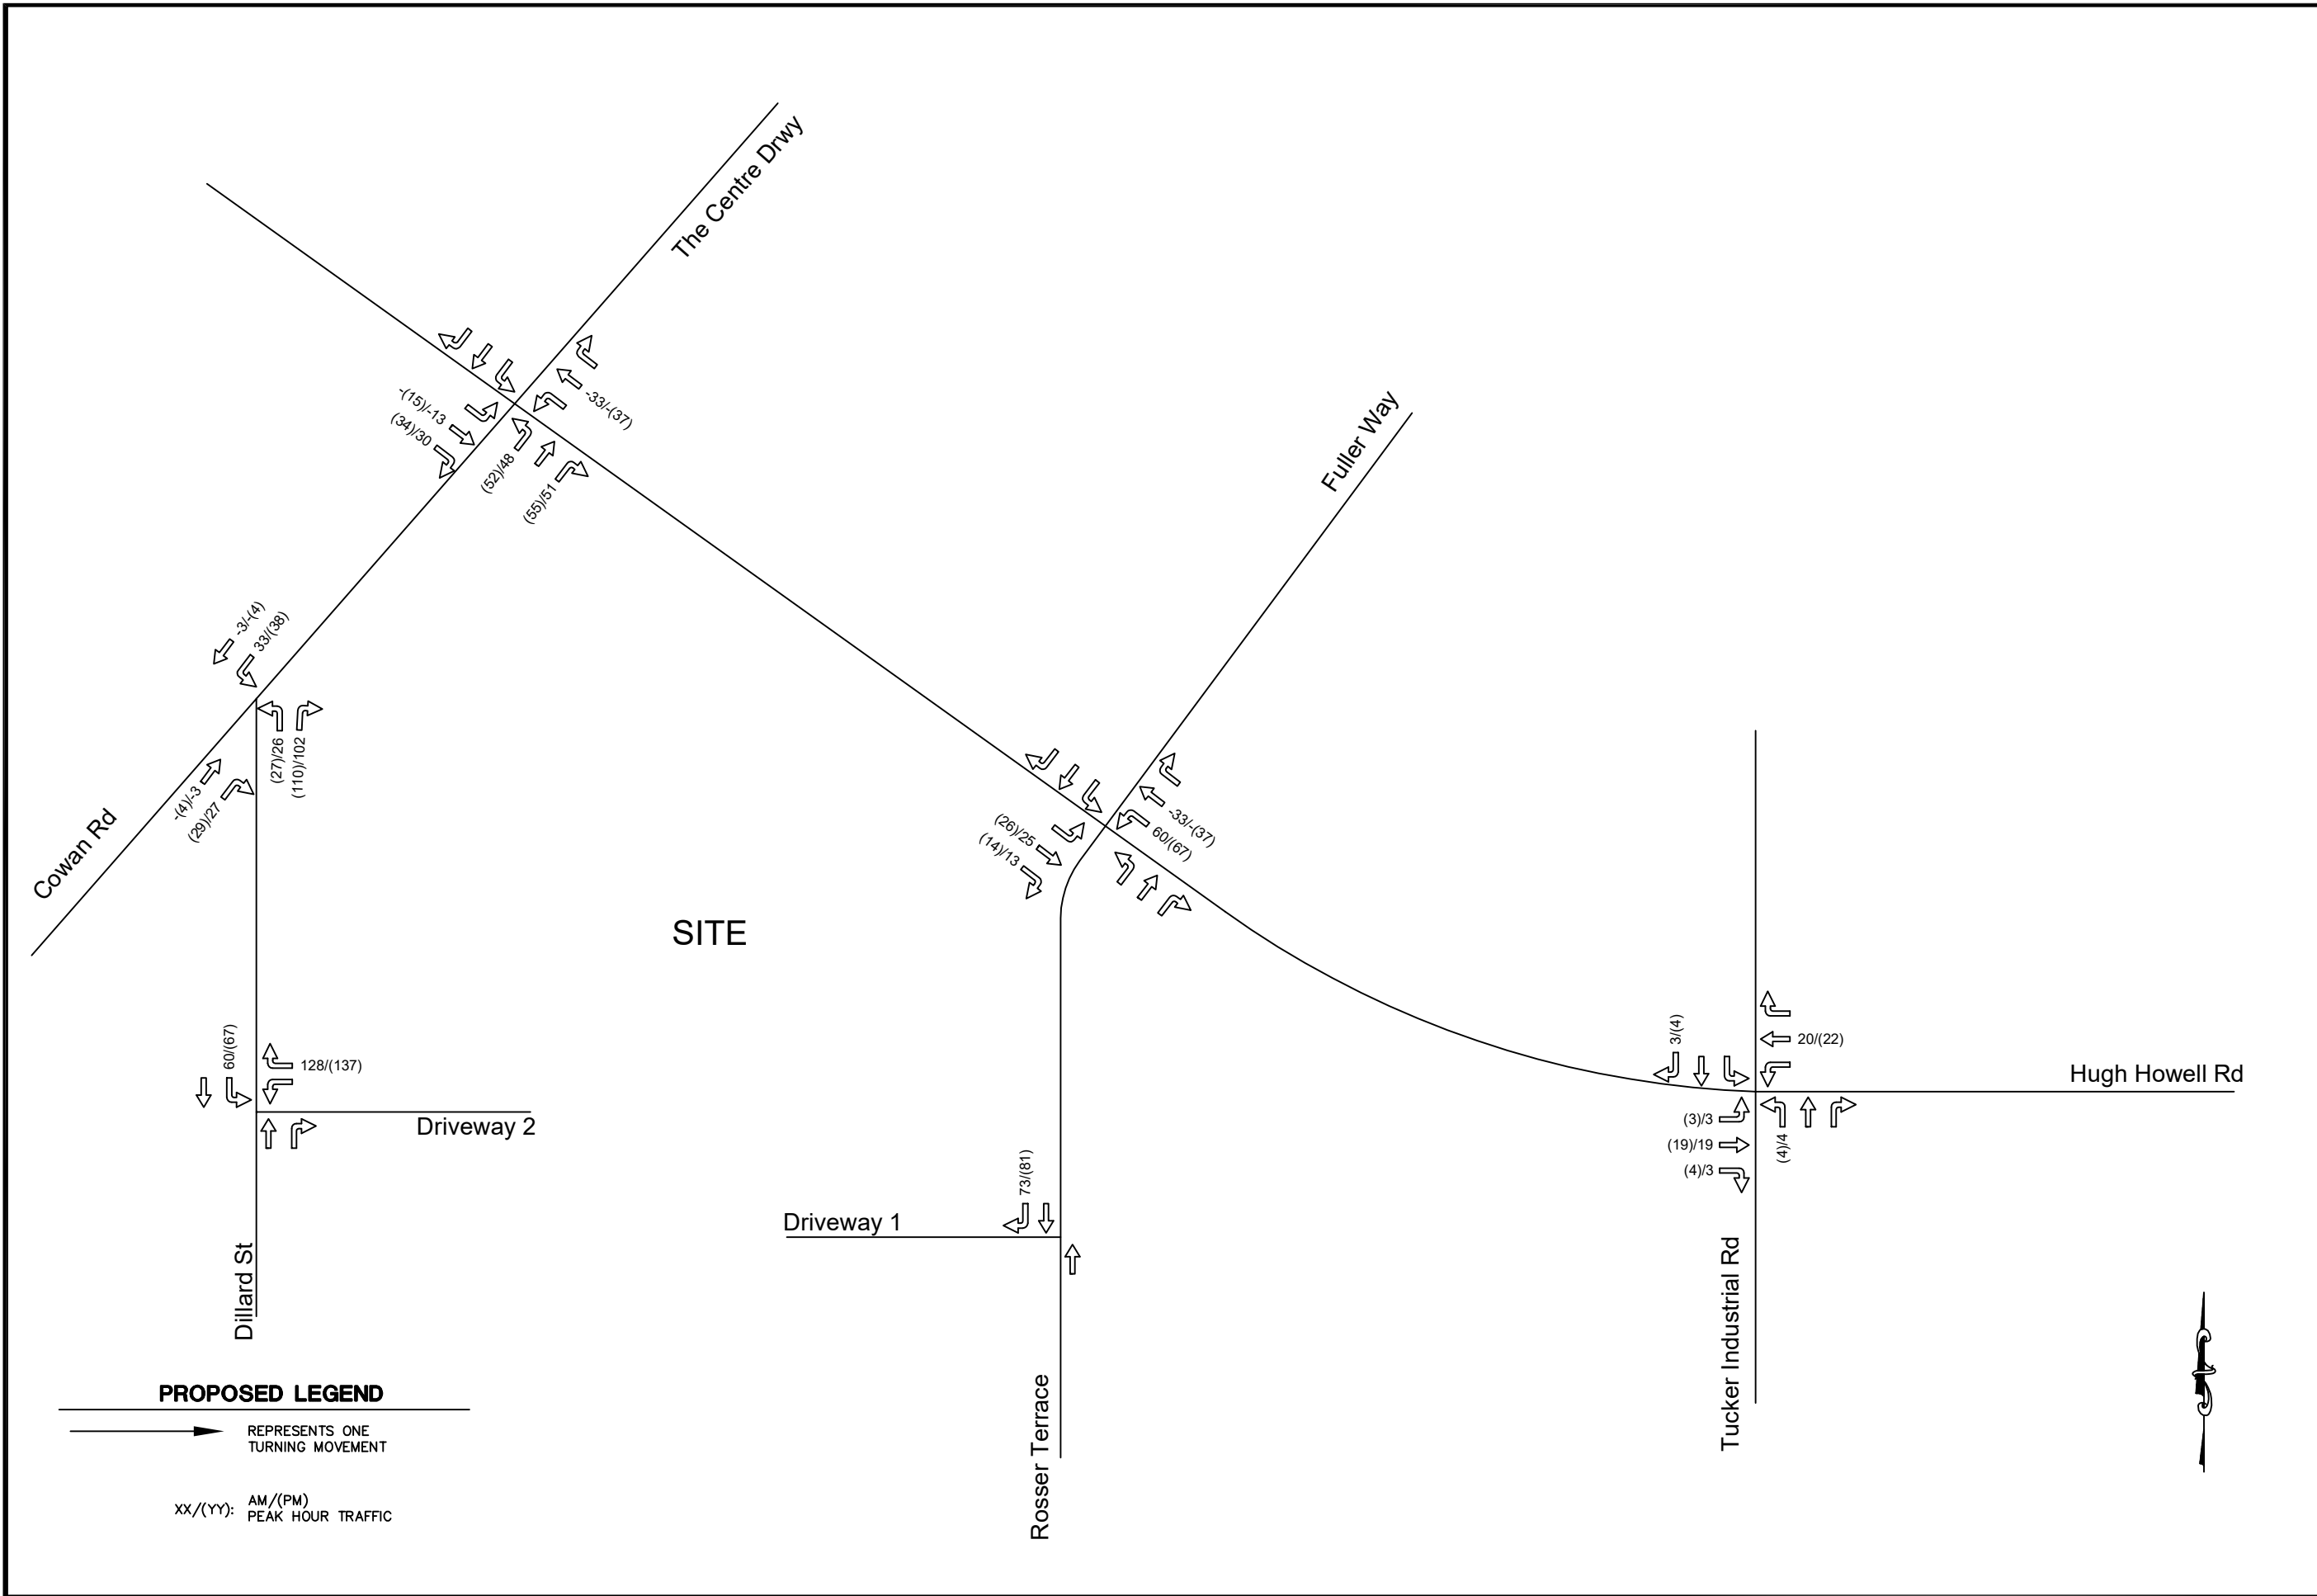 The Centre Drwy
-(15)/-13
(34)/30
-33/-(37)
(52)/48
(55)/51
Fuller Way
-3/-(4)
33/(38)
(27)/26
(110)/102
-(4)/-3
(29)/27
Cowan Rd
(26)/25
(14)/13
-33/-(37)
60/(67)
SITE
60/(67)
128/(137)
Driveway 2
3/(4)
20/(22)
Hugh Howell Rd
(3)/3
(19)/19
(4)/3
(4)/4
73/(81)
Driveway 1
Dillard St
Rosser Terrace
Tucker Industrial Rd
PROPOSED LEGEND
REPRESENTS ONE
TURNING MOVEMENT
XX/(YY): AM/(PM)
PEAK HOUR TRAFFIC